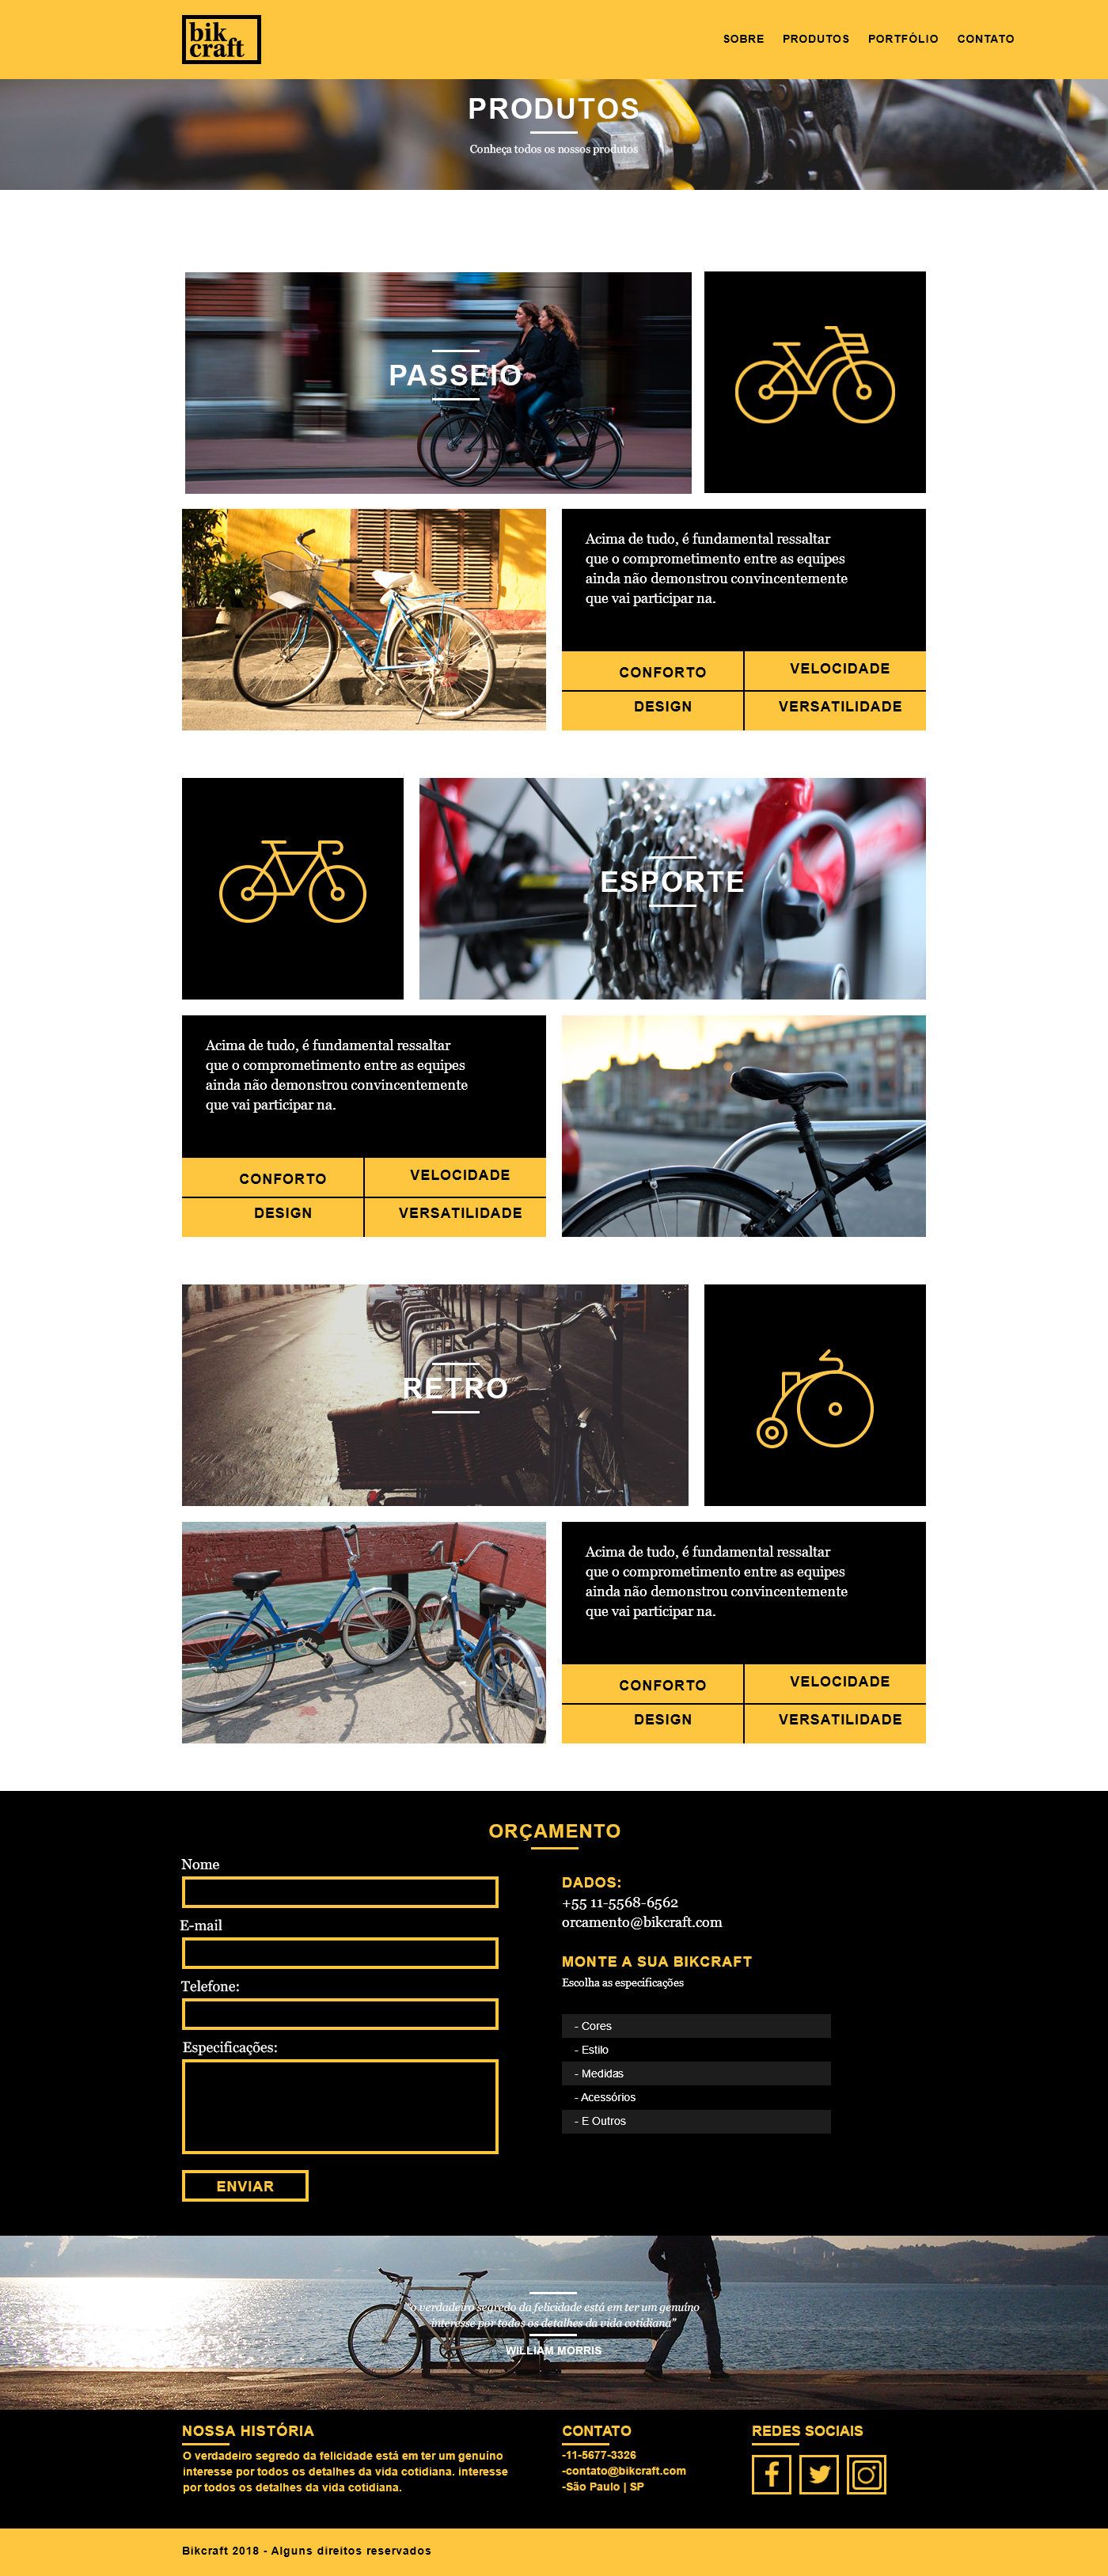 bik
craft
SOBRE PRODUTOS PORTFÓLIO CONTATO
PRODUTOS
Conheça todos os nossos produtos
PASSEIO
Acima de tudo, é fundamental ressaltar
que o comprometimento entre as equipes
ainda não demonstrou convincentemente
que vai participar na.
CONFORTO VELOCIDADE
DESIGN VERSATILIDADE
ESPORTE
Acima de tudo, é fundamental ressaltar
que o comprometimento entre as equipes
ainda não demonstrou convincentemente
que vai participar na.
CONFORTO VELOCIDADE
DESIGN VERSATILIDADE
RETRO
Acima de tudo, é fundamental ressaltar
que o comprometimento entre as equipes
ainda não demonstrou convincentemente
que vai participar na.
CONFORTO VELOCIDADE
DESIGN VERSATILIDADE
ORÇAMENTO
Nome
E-mail
Telefone:
Especificações:
ENVIAR
DADOS:
+55 11-5568-6562
orcamento@bikcraft.com
MONTE A SUA BIKCRAFT
Escolha as especificações
- Cores
- Estilo
- Medidas
- Acessórios
- E Outros
“o verdadeiro segredo da felicidade está em ter um genuíno
interesse por todos os detalhes da vida cotidiana”
WILLIAM MORRIS
NOSSA HISTÓRIA
O verdadeiro segredo da felicidade está em ter um genuíno
interesse por todos os detalhes da vida cotidiana. interesse
por todos os detalhes da vida cotidiana.
CONTATO
-11-5677-3326
-contato@bikcraft.com
-São Paulo | SP
REDES SOCIAIS
Bikcraft 2018 - Alguns direitos reservados